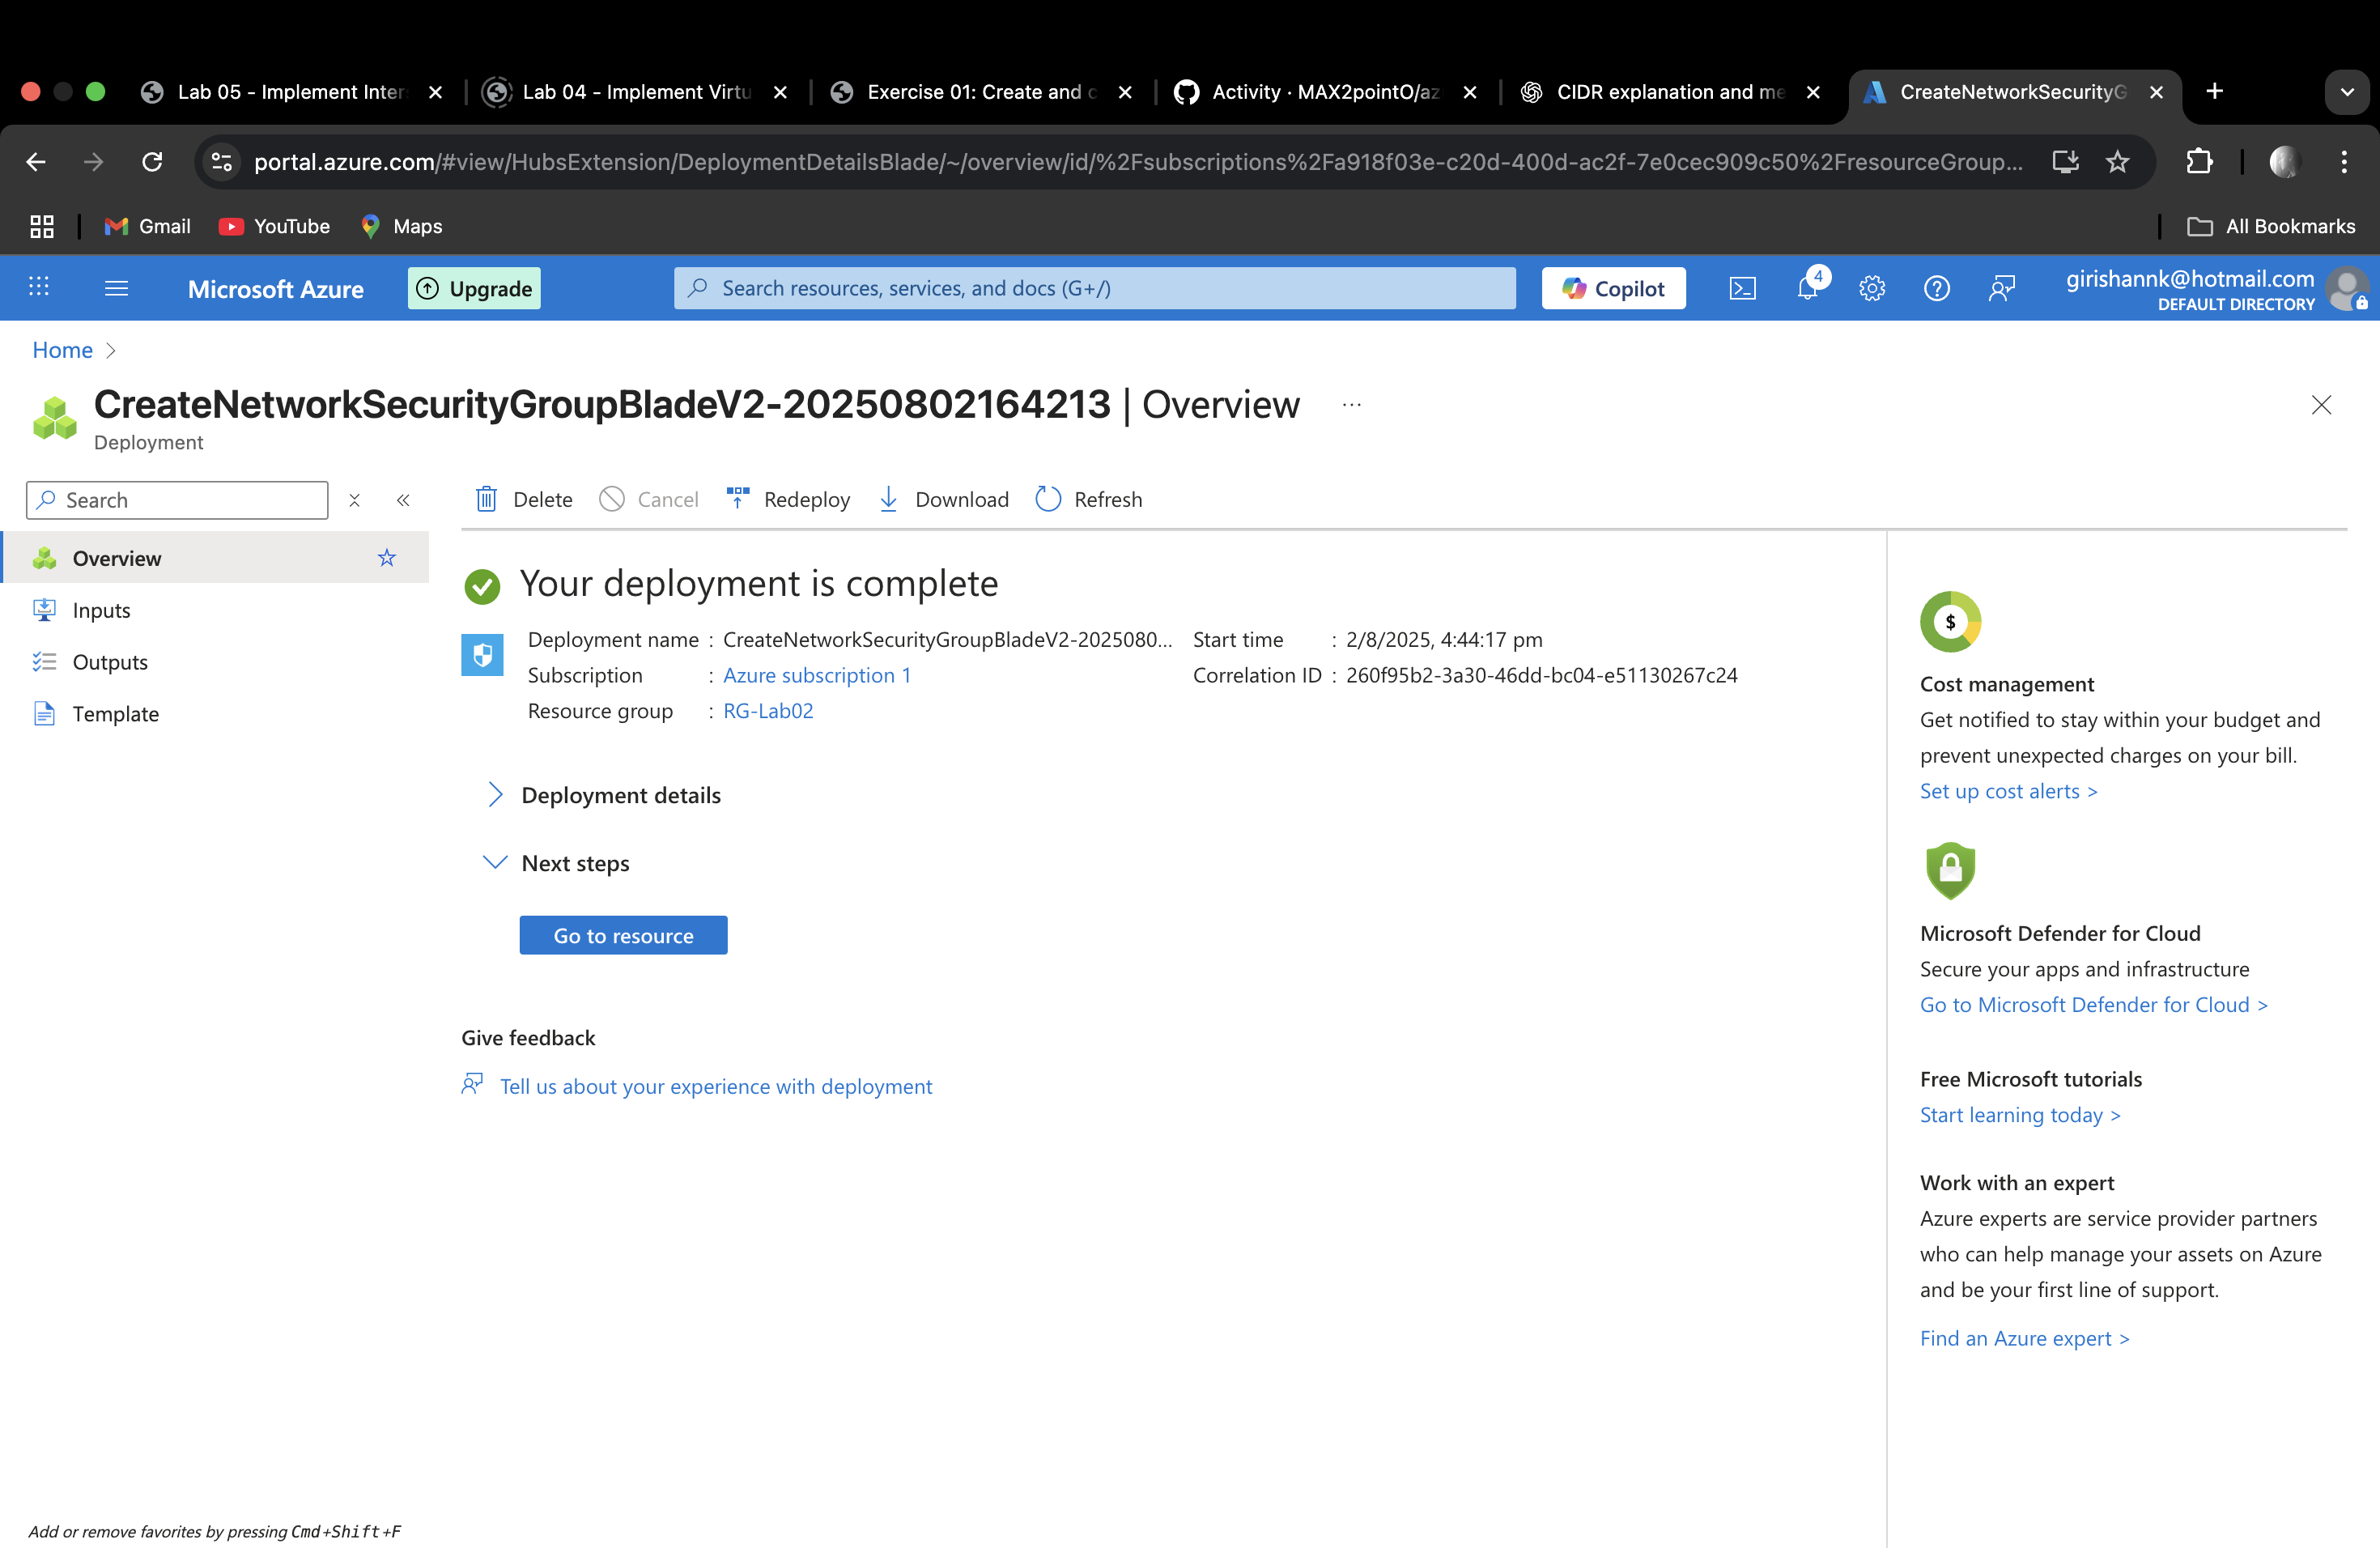 Lab 05 - Implement Inter
Lab 04 - Implement Virtu
Exercise 01: Create and c
Activity · MAX2pointO/az
CIDR explanation and me
CreateNetworkSecurityG
portal.azure.com/#view/HubsExtension/DeploymentDetailsBlade/~/overview/id/%2Fsubscriptions%2Fa918f03e-c20d-400d-ac2f-7e0cec909c50%2FresourceGroup...
Gmail
YouTube
Maps
All Bookmarks
Microsoft Azure
Upgrade
Search resources, services, and docs (G+/)
Copilot
4
girishannk@hotmail.com
DEFAULT DIRECTORY
Home
CreateNetworkSecurityGroupBladeV2-20250802164213 | Overview
Deployment
Search
Overview
Inputs
Outputs
Template
Delete
Cancel
Redeploy
Download
Refresh
Your deployment is complete
Deployment name : CreateNetworkSecurityGroupBladeV2-2025080...
Subscription : Azure subscription 1
Resource group : RG-Lab02
Start time : 2/8/2025, 4:44:17 pm
Correlation ID : 260f95b2-3a30-46dd-bc04-e51130267c24
Deployment details
Next steps
Go to resource
Give feedback
Tell us about your experience with deployment
$
Cost management
Get notified to stay within your budget and
prevent unexpected charges on your bill.
Set up cost alerts >
Microsoft Defender for Cloud
Secure your apps and infrastructure
Go to Microsoft Defender for Cloud >
Free Microsoft tutorials
Start learning today >
Work with an expert
Azure experts are service provider partners
who can help manage your assets on Azure
and be your first line of support.
Find an Azure expert >
Add or remove favorites by pressing Cmd+Shift+F